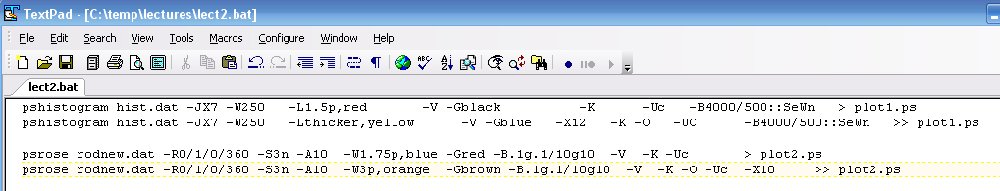 TextPad - [C:\temp\lectures\lect2.bat]
File Edit Search View Tools Macros Configure Window Help
lect2.bat
pshistogram hist.dat -JX7 -W250 -L1.5p,red -V -Gblack -K -Uc -B4000/500::SeWn > plot1.ps
pshistogram hist.dat -JX7 -W250 -Lthicker,yellow -V -Gblue -X12 -K -O -UC -B4000/500::SeWn >> plot1.ps
psrose rodnew.dat -R0/1/0/360 -S3n -A10 -W1.75p,blue -Gred -B.1g.1/10g10 -V -K -Uc > plot2.ps
psrose rodnew.dat -R0/1/0/360 -S3n -A10 -W3p,orange -Gbrown -B.1g.1/10g10 -V -K -O -Uc -X10 >> plot2.ps